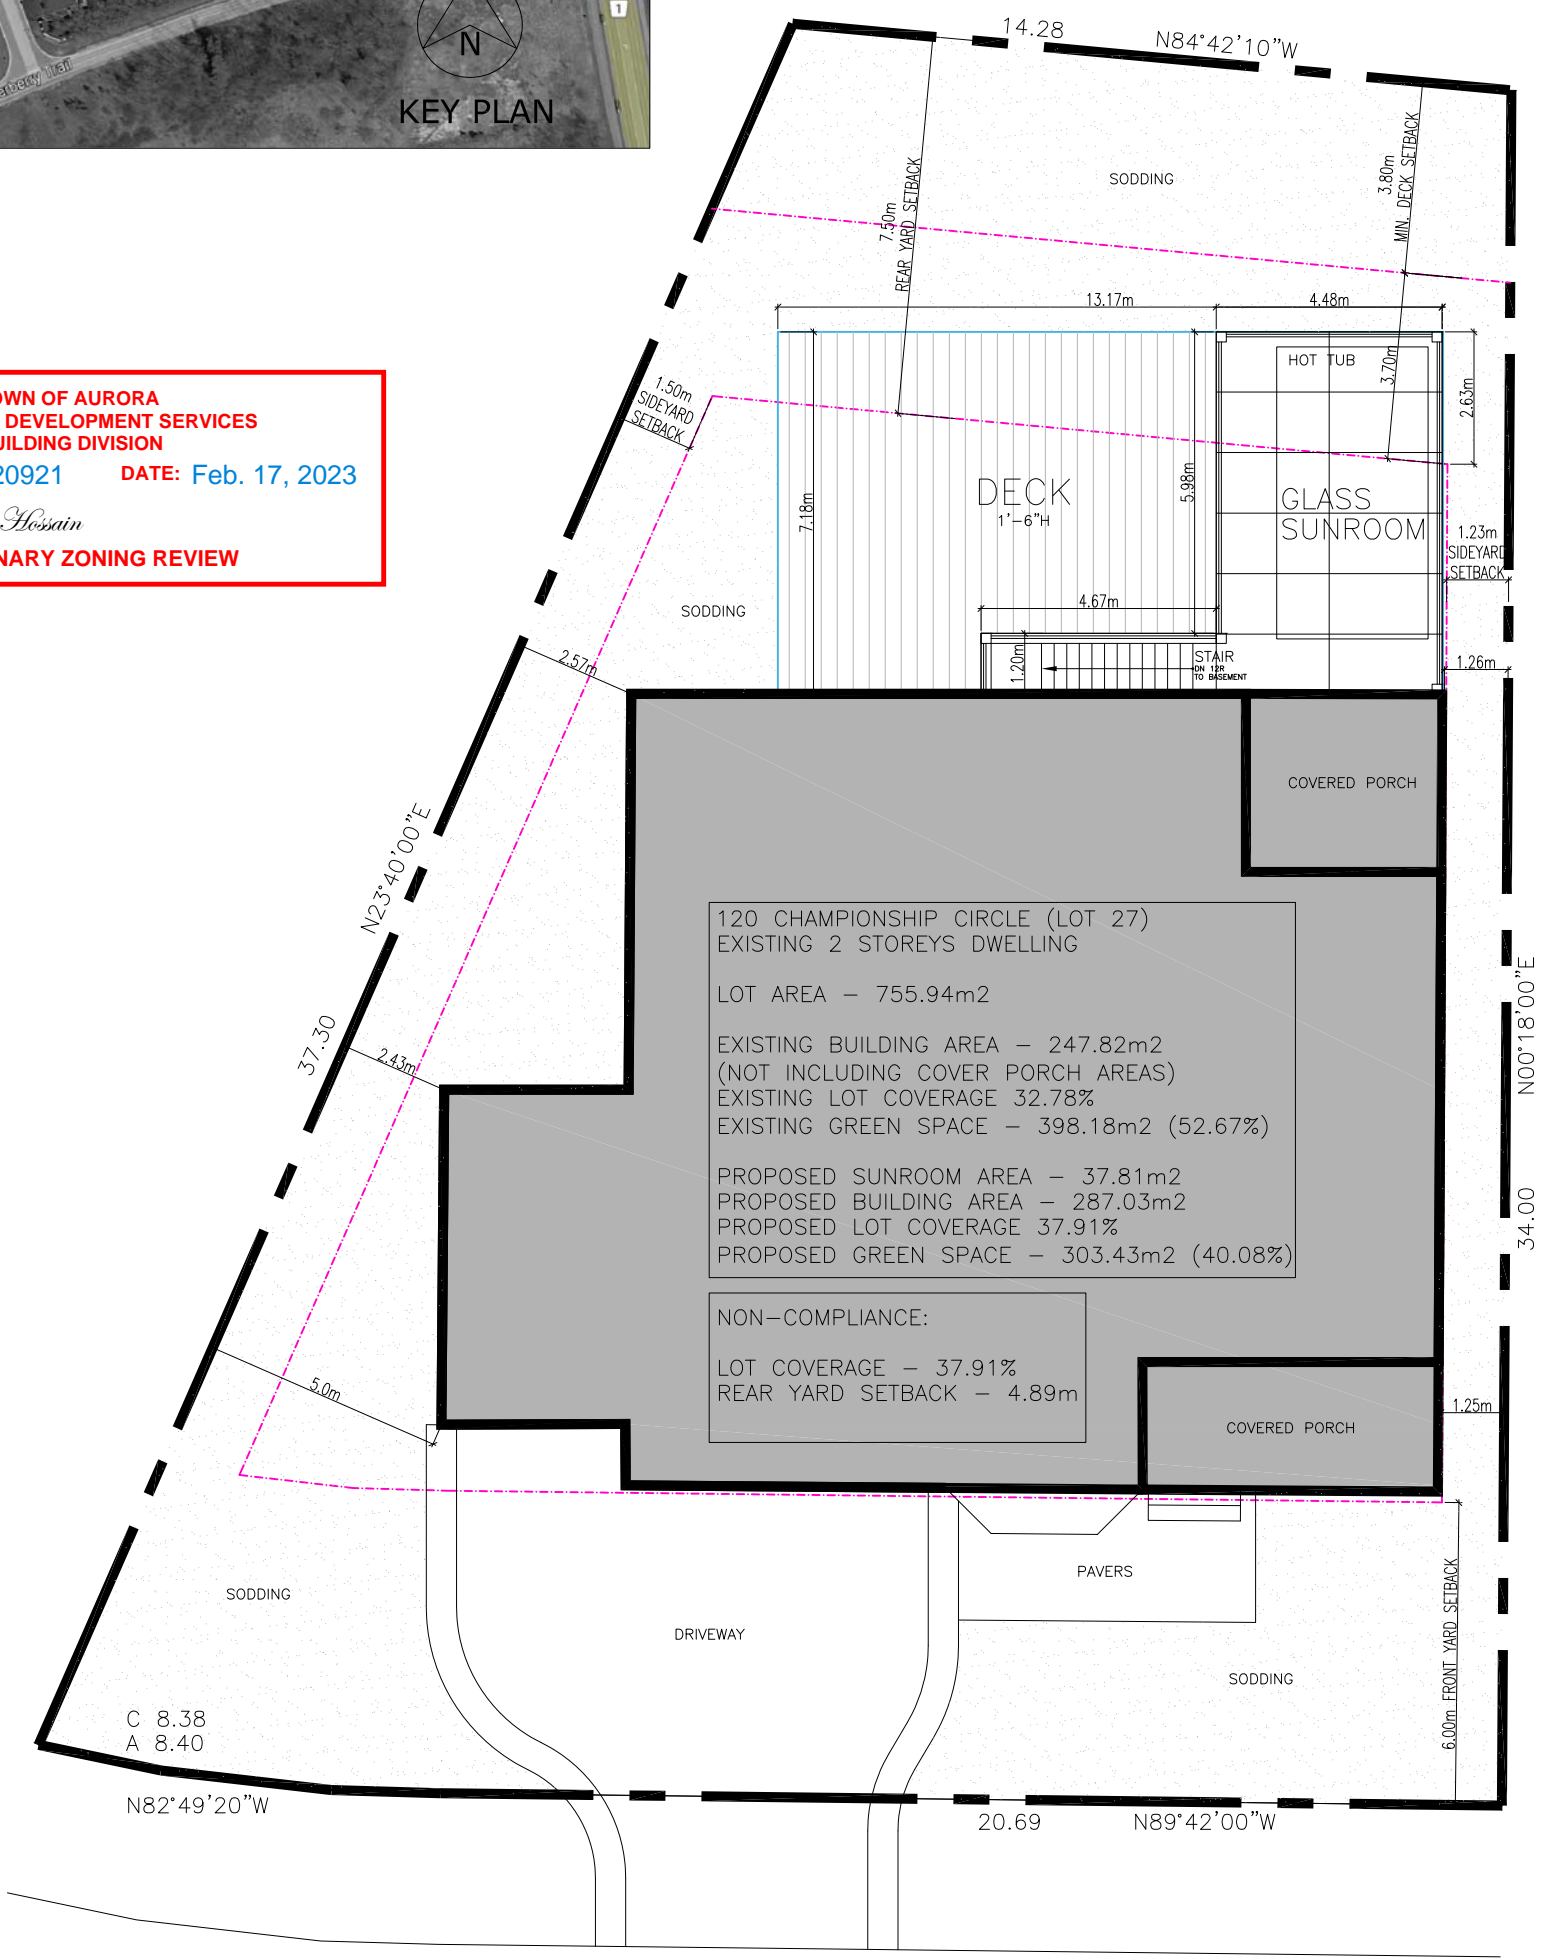 1
N
KEY PLAN
14.28
N84°42'10"W
SODDING
7.50m
REAR YARD SETBACK
3.80m
MIN. DECK SETBACK
13.17m
4.48m
HOT TUB
3.70m
2.63m
1.50m
SIDEYARD
SETBACK
OWN OF AURORA
DEVELOPMENT SERVICES
UILDING DIVISION
20921 DATE: Feb. 17, 2023
Hossain
NARY ZONING REVIEW
7.18m
DECK
1'-6"H
5.98m
GLASS
SUNROOM
1.23m
SIDEYARD
SETBACK
SODDING
4.67m
1.20m
STAIR
DN 12R
TO BASEMENT
2.57m
1.26m
COVERED PORCH
N23°40'00"E
37.30
2.43m
120 CHAMPIONSHIP CIRCLE (LOT 27)
EXISTING 2 STOREYS DWELLING
LOT AREA - 755.94m2
EXISTING BUILDING AREA - 247.82m2
(NOT INCLUDING COVER PORCH AREAS)
EXISTING LOT COVERAGE 32.78%
EXISTING GREEN SPACE - 398.18m2 (52.67%)
PROPOSED SUNROOM AREA - 37.81m2
PROPOSED BUILDING AREA - 287.03m2
PROPOSED LOT COVERAGE 37.91%
PROPOSED GREEN SPACE - 303.43m2 (40.08%)
N00°18'00"E
34.00
NON-COMPLIANCE:
LOT COVERAGE - 37.91%
REAR YARD SETBACK - 4.89m
5.0m
COVERED PORCH
1.25m
SODDING
DRIVEWAY
PAVERS
SODDING
6.00m FRONT YARD SETBACK
C 8.38
A 8.40
N82°49'20"W
20.69
N89°42'00"W